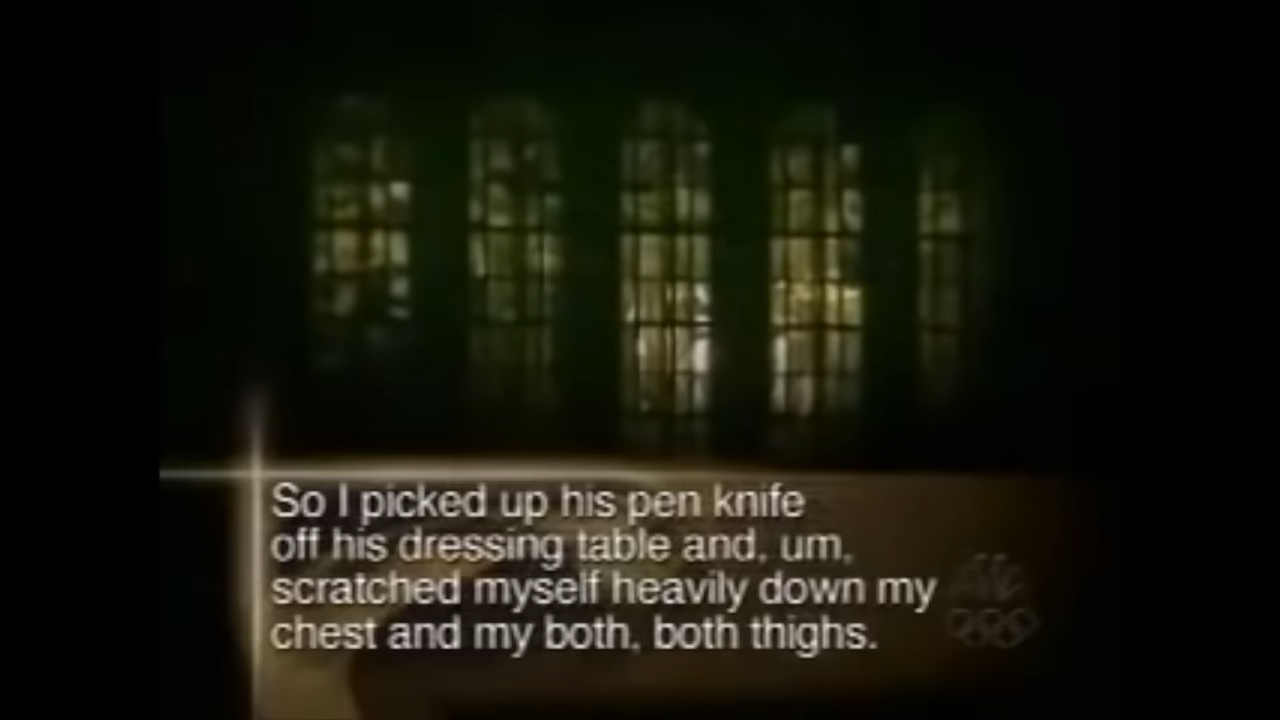 So I picked up his pen knife
off his dressing table and, um,
scratched myself heavily down my
chest and my both, both thighs.